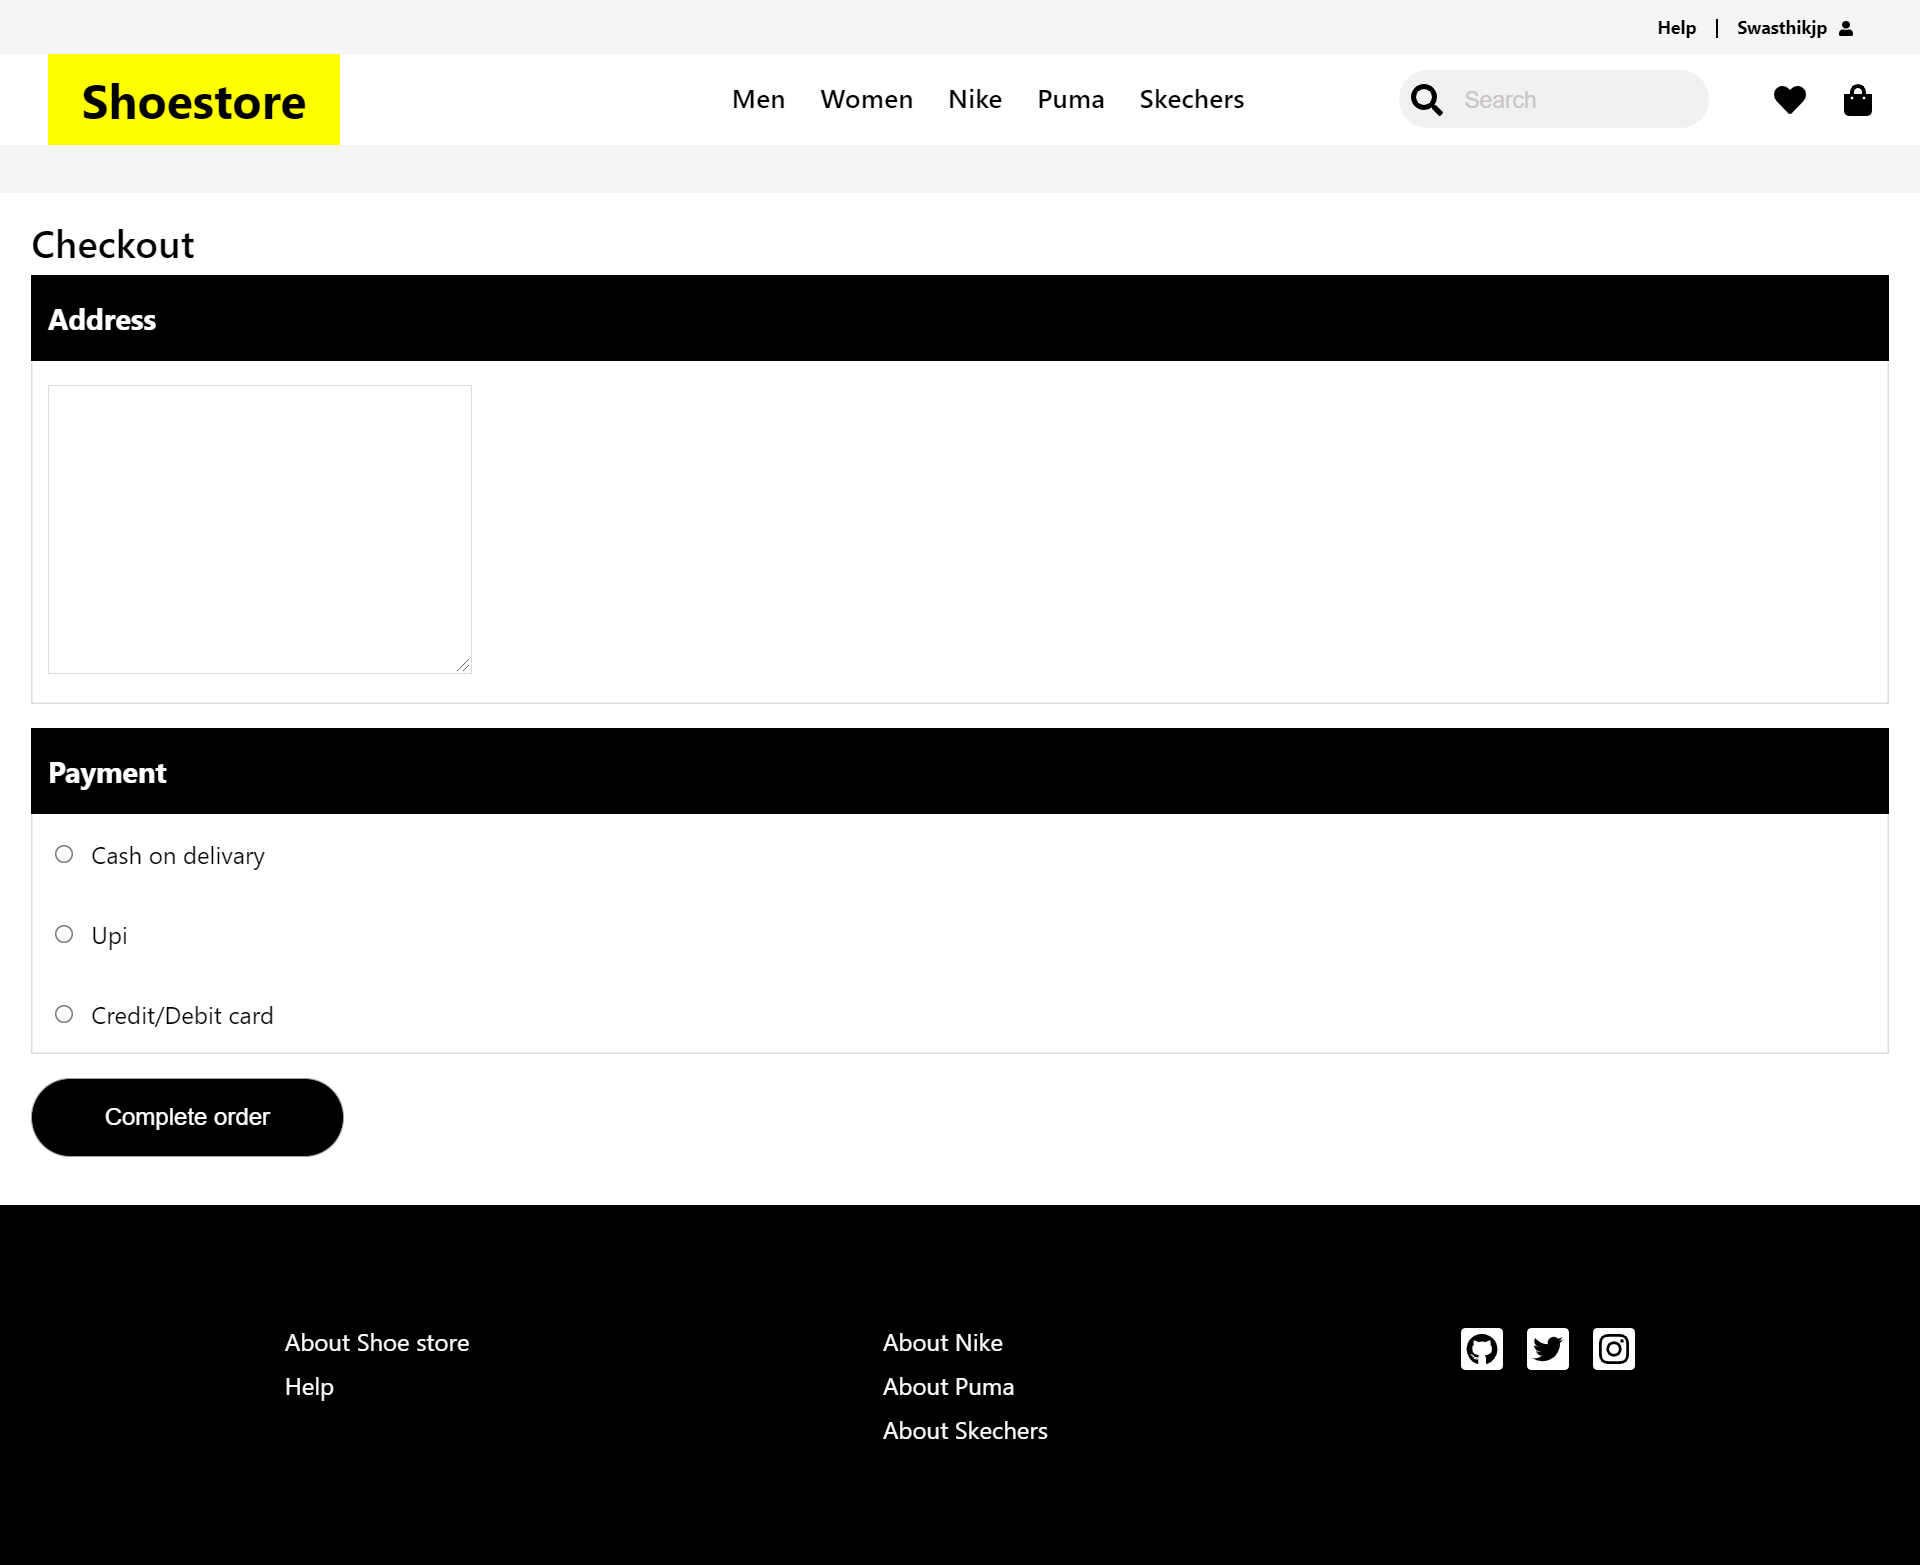 Help | Swasthikjp
Shoestore
Men Women Nike Puma Skechers
Search
Checkout
Address
Payment
Cash on delivary
Upi
Credit/Debit card
Complete order
About Shoe store
Help
About Nike
About Puma
About Skechers